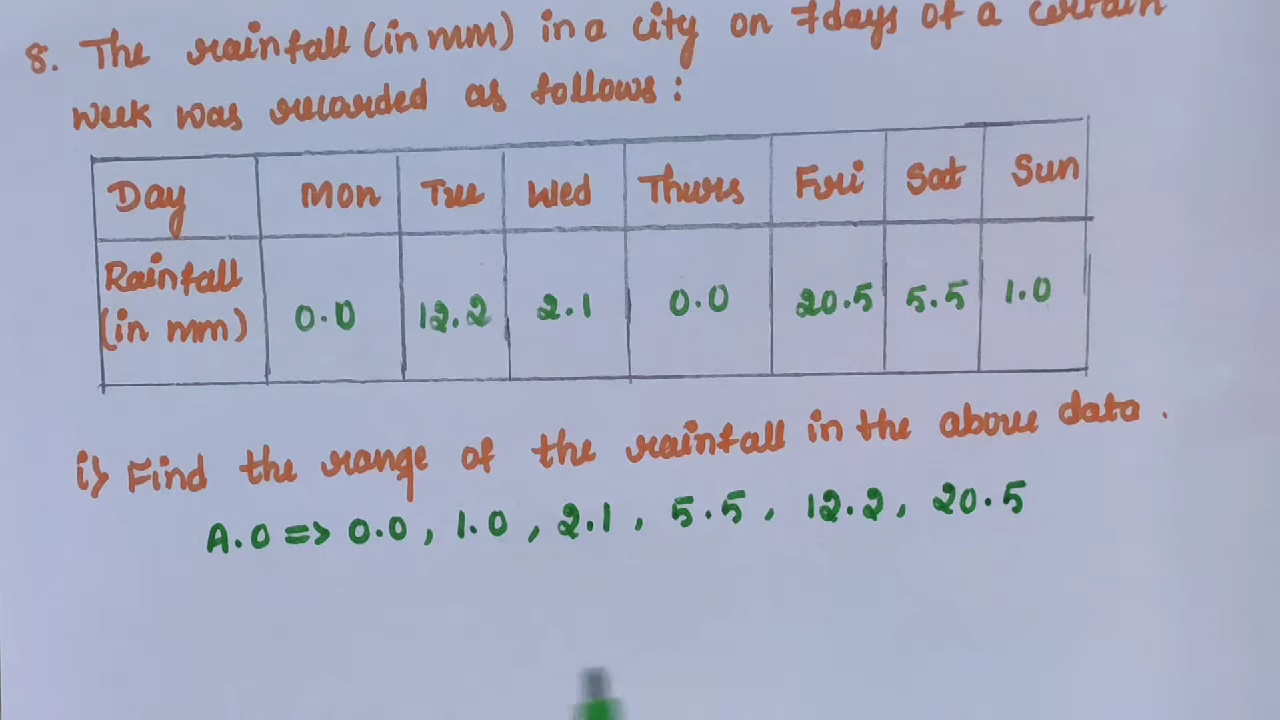 8. The rainfall (in mm) in a city on 7days of a certain
week was recorded as follows :
Day Mon Tue Wed Thurs Fri Sat Sun
Rainfall (in mm) 0.0 12.2 2.1 0.0 20.5 5.5 1.0
i) Find the range of the rainfall in the above data .
A.O => 0.0, 1.0, 2.1, 5.5, 12.2, 20.5